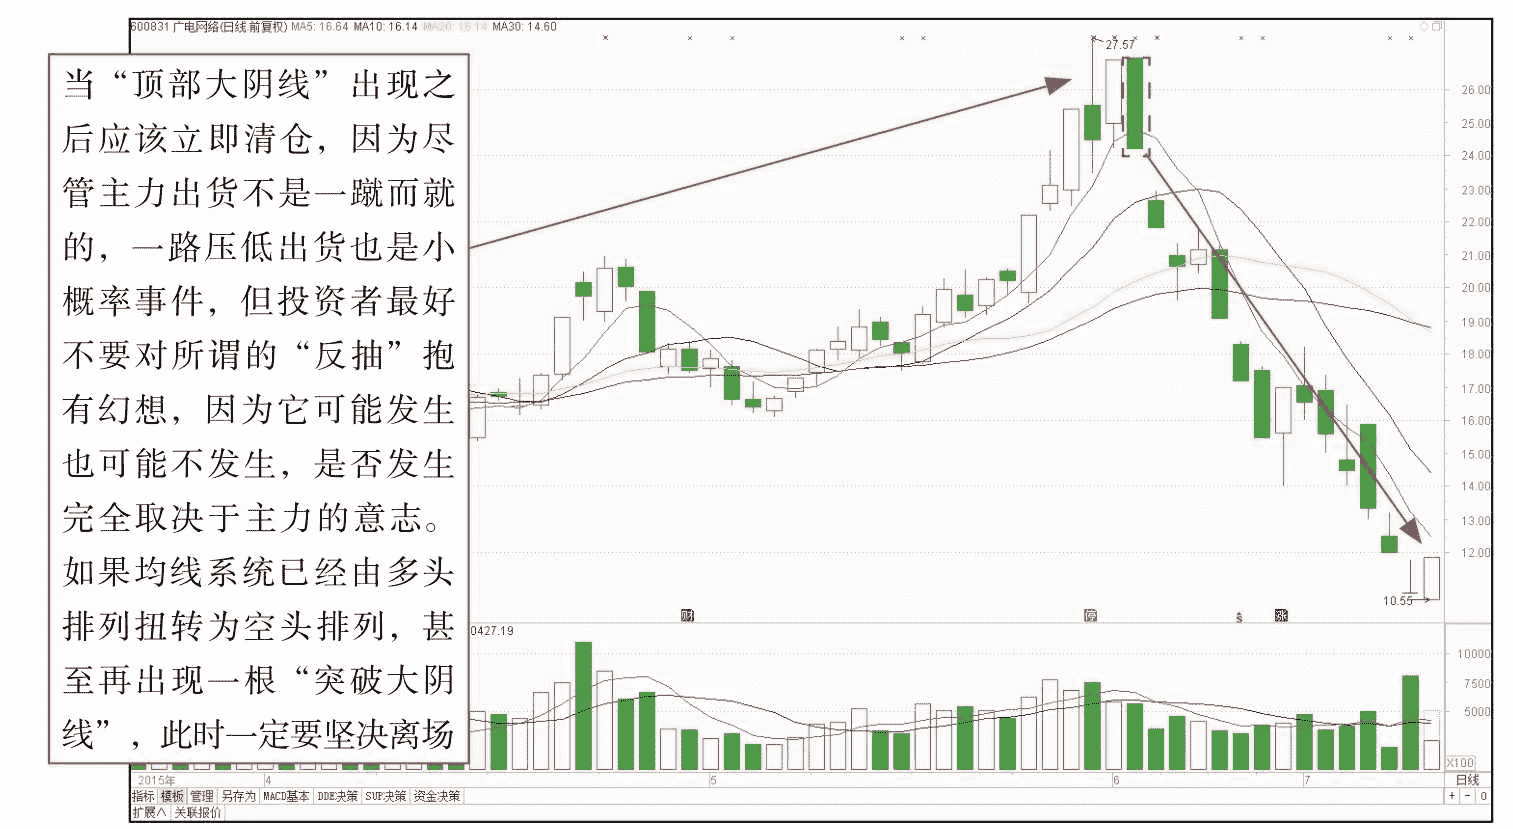 600831 广电网络(日线 前复权) MA5: 16.64 MA10: 16.14 MA20: 16.14 MA30: 14.60
当“顶部大阴线”出现之
后应该立即清仓，因为尽
管主力出货不是一蹴而就
的，一路压低出货也是小
概率事件，但投资者最好
不要对所谓的“反抽”抱
有幻想，因为它可能发生
也可能不发生，是否发生
完全取决于主力的意志。
如果均线系统已经由多头
排列扭转为空头排列，甚
至再出现一根“突破大阴
线”，此时一定要坚决离场
27.57
26.00
25.00
24.00
23.00
22.00
21.00
20.00
19.00
18.00
17.00
16.00
15.00
14.00
13.00
12.00
10.55
财
停
$
涨
0427.19
10000
7500
5000
X100
2015年 4 5 6 7 日线
指标 模板 管理 另存为 MACD基本 DDE决策 SUP决策 资金决策 + - 0
扩展∧ 关联报价